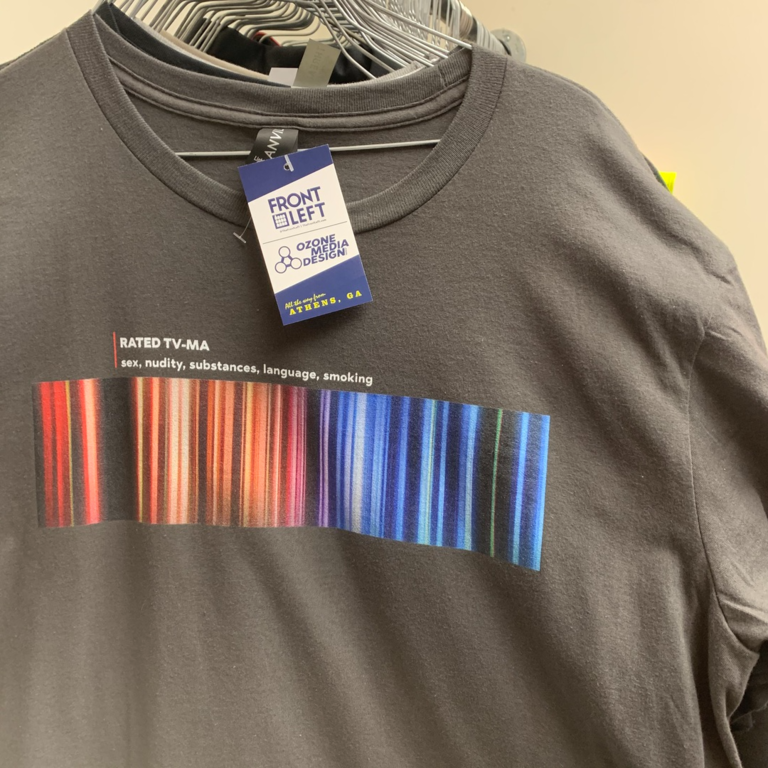 ANVIL
FRONT
LEFT
OZONE
MEDIA
DESIGN
All the way from
ATHENS, GA
RATED TV-MA
sex, nudity, substances, language, smoking